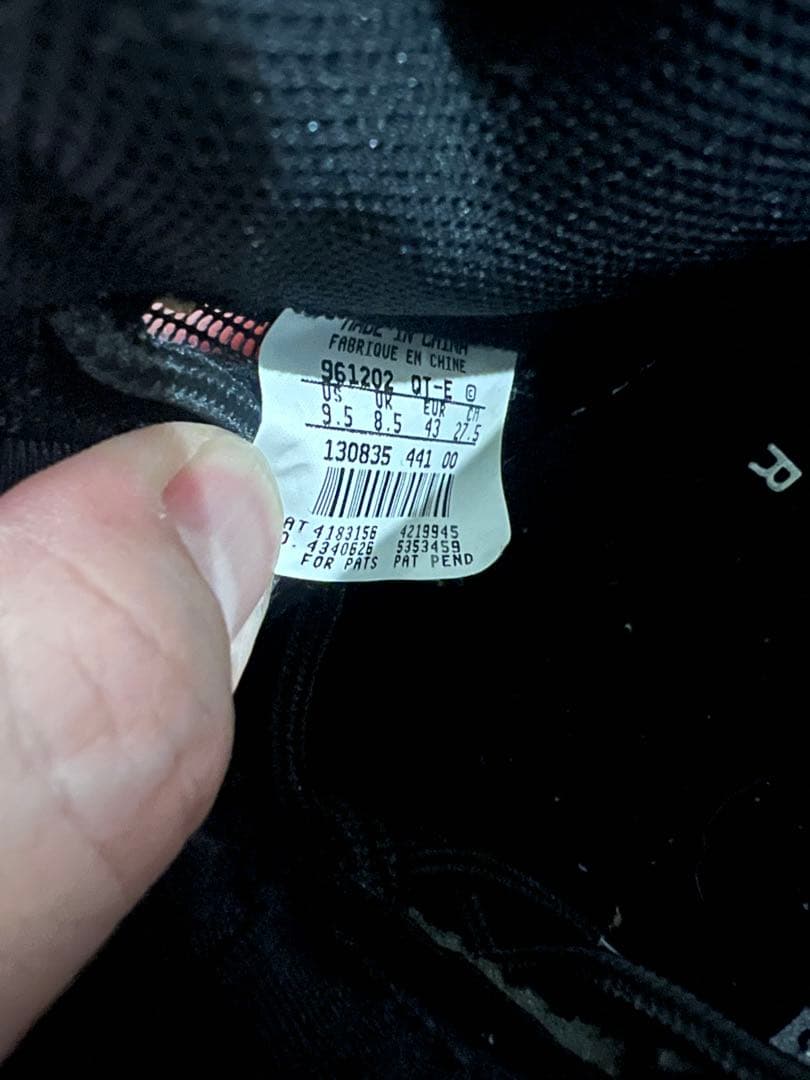 MADE IN CHINA
FABRIQUE EN CHINE
961202 QT-E ©
US UK EUR CM
9.5 8.5 43 27.5
130835 441 00
AT 4183156 4219945
O. 4340626 5353459
FOR PATS PAT PEND
R